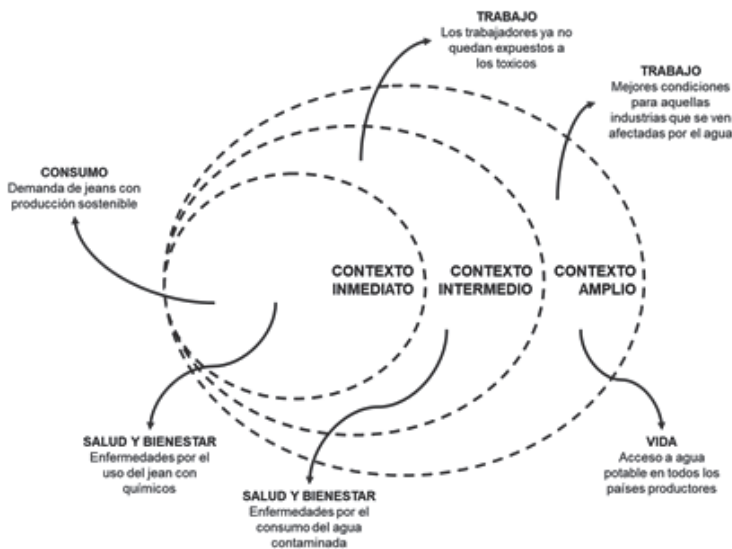 TRABAJO
Los trabajadores ya no
quedan expuestos a
los toxicos
TRABAJO
Mejores condiciones
para aquellas
industrias que se ven
afectadas por el agua
CONSUMO
Demanda de jeans con
producción sostenible
CONTEXTO
INMEDIATO
CONTEXTO
INTERMEDIO
CONTEXTO
AMPLIO
SALUD Y BIENESTAR
Enfermedades por el
uso del jean con
químicos
SALUD Y BIENESTAR
Enfermedades por el
consumo del agua
contaminada
VIDA
Acceso a agua
potable en todos los
países productores